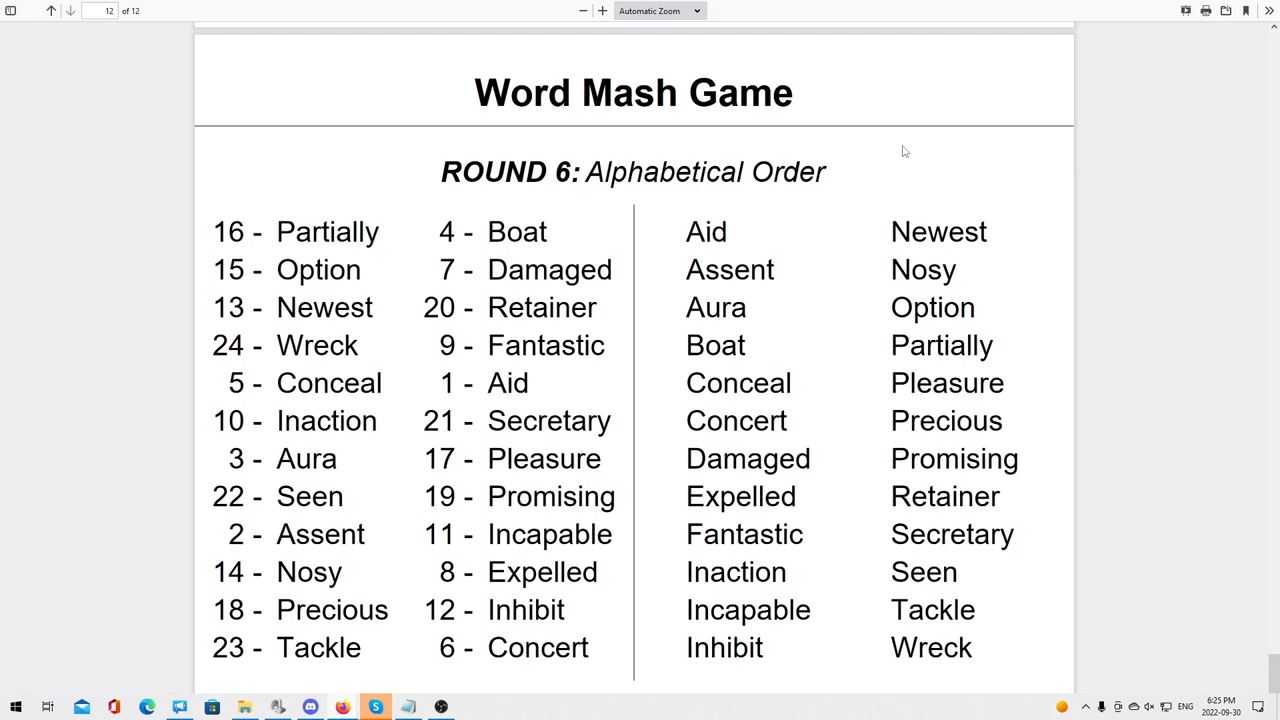 12 of 12 Automatic Zoom
Word Mash Game
ROUND 6: Alphabetical Order
16 - Partially 4 - Boat Aid Newest
15 - Option 7 - Damaged Assent Nosy
13 - Newest 20 - Retainer Aura Option
24 - Wreck 9 - Fantastic Boat Partially
5 - Conceal 1 - Aid Conceal Pleasure
10 - Inaction 21 - Secretary Concert Precious
3 - Aura 17 - Pleasure Damaged Promising
22 - Seen 19 - Promising Expelled Retainer
2 - Assent 11 - Incapable Fantastic Secretary
14 - Nosy 8 - Expelled Inaction Seen
18 - Precious 12 - Inhibit Incapable Tackle
23 - Tackle 6 - Concert Inhibit Wreck
ENG 6:25 PM
2022-09-30